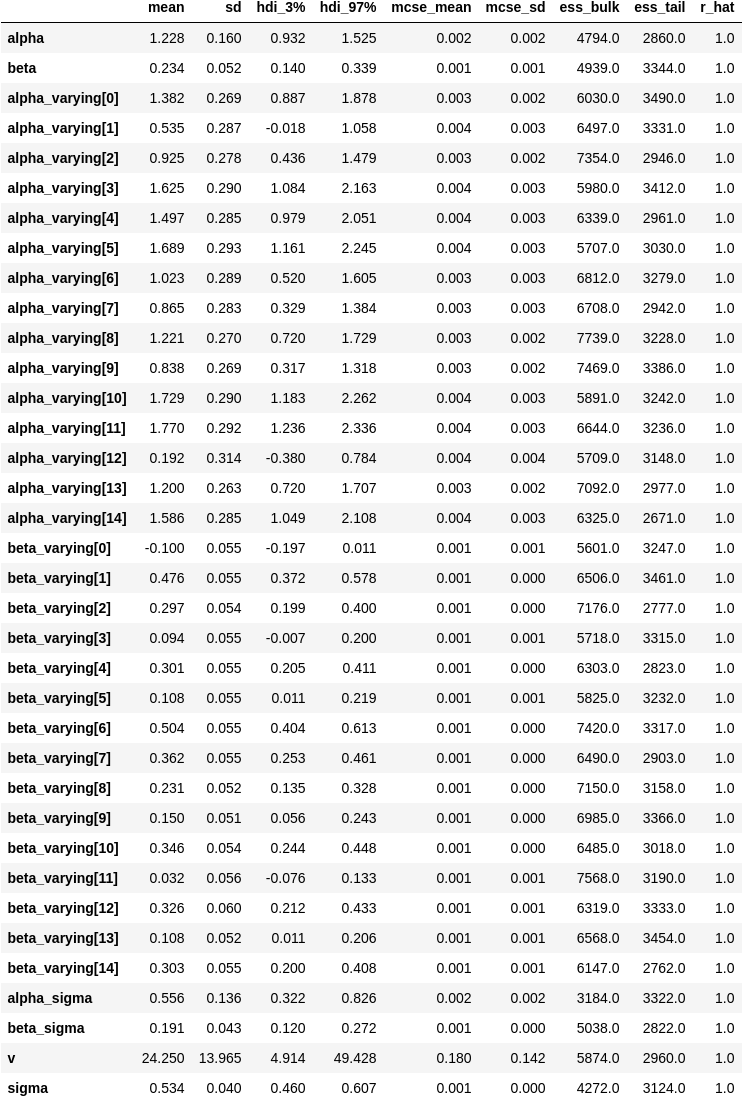 mean sd hdi_3% hdi_97% mcse_mean mcse_sd ess_bulk ess_tail r_hat
alpha 1.228 0.160 0.932 1.525 0.002 0.002 4794.0 2860.0 1.0
beta 0.234 0.052 0.140 0.339 0.001 0.001 4939.0 3344.0 1.0
alpha_varying[0] 1.382 0.269 0.887 1.878 0.003 0.002 6030.0 3490.0 1.0
alpha_varying[1] 0.535 0.287 -0.018 1.058 0.004 0.003 6497.0 3331.0 1.0
alpha_varying[2] 0.925 0.278 0.436 1.479 0.003 0.002 7354.0 2946.0 1.0
alpha_varying[3] 1.625 0.290 1.084 2.163 0.004 0.003 5980.0 3412.0 1.0
alpha_varying[4] 1.497 0.285 0.979 2.051 0.004 0.003 6339.0 2961.0 1.0
alpha_varying[5] 1.689 0.293 1.161 2.245 0.004 0.003 5707.0 3030.0 1.0
alpha_varying[6] 1.023 0.289 0.520 1.605 0.003 0.003 6812.0 3279.0 1.0
alpha_varying[7] 0.865 0.283 0.329 1.384 0.003 0.003 6708.0 2942.0 1.0
alpha_varying[8] 1.221 0.270 0.720 1.729 0.003 0.002 7739.0 3228.0 1.0
alpha_varying[9] 0.838 0.269 0.317 1.318 0.003 0.002 7469.0 3386.0 1.0
alpha_varying[10] 1.729 0.290 1.183 2.262 0.004 0.003 5891.0 3242.0 1.0
alpha_varying[11] 1.770 0.292 1.236 2.336 0.004 0.003 6644.0 3236.0 1.0
alpha_varying[12] 0.192 0.314 -0.380 0.784 0.004 0.004 5709.0 3148.0 1.0
alpha_varying[13] 1.200 0.263 0.720 1.707 0.003 0.002 7092.0 2977.0 1.0
alpha_varying[14] 1.586 0.285 1.049 2.108 0.004 0.003 6325.0 2671.0 1.0
beta_varying[0] -0.100 0.055 -0.197 0.011 0.001 0.001 5601.0 3247.0 1.0
beta_varying[1] 0.476 0.055 0.372 0.578 0.001 0.000 6506.0 3461.0 1.0
beta_varying[2] 0.297 0.054 0.199 0.400 0.001 0.000 7176.0 2777.0 1.0
beta_varying[3] 0.094 0.055 -0.007 0.200 0.001 0.001 5718.0 3315.0 1.0
beta_varying[4] 0.301 0.055 0.205 0.411 0.001 0.000 6303.0 2823.0 1.0
beta_varying[5] 0.108 0.055 0.011 0.219 0.001 0.001 5825.0 3232.0 1.0
beta_varying[6] 0.504 0.055 0.404 0.613 0.001 0.000 7420.0 3317.0 1.0
beta_varying[7] 0.362 0.055 0.253 0.461 0.001 0.000 6490.0 2903.0 1.0
beta_varying[8] 0.231 0.052 0.135 0.328 0.001 0.000 7150.0 3158.0 1.0
beta_varying[9] 0.150 0.051 0.056 0.243 0.001 0.000 6985.0 3366.0 1.0
beta_varying[10] 0.346 0.054 0.244 0.448 0.001 0.000 6485.0 3018.0 1.0
beta_varying[11] 0.032 0.056 -0.076 0.133 0.001 0.001 7568.0 3190.0 1.0
beta_varying[12] 0.326 0.060 0.212 0.433 0.001 0.001 6319.0 3333.0 1.0
beta_varying[13] 0.108 0.052 0.011 0.206 0.001 0.001 6568.0 3454.0 1.0
beta_varying[14] 0.303 0.055 0.200 0.408 0.001 0.001 6147.0 2762.0 1.0
alpha_sigma 0.556 0.136 0.322 0.826 0.002 0.002 3184.0 3322.0 1.0
beta_sigma 0.191 0.043 0.120 0.272 0.001 0.000 5038.0 2822.0 1.0
v 24.250 13.965 4.914 49.428 0.180 0.142 5874.0 2960.0 1.0
sigma 0.534 0.040 0.460 0.607 0.001 0.000 4272.0 3124.0 1.0